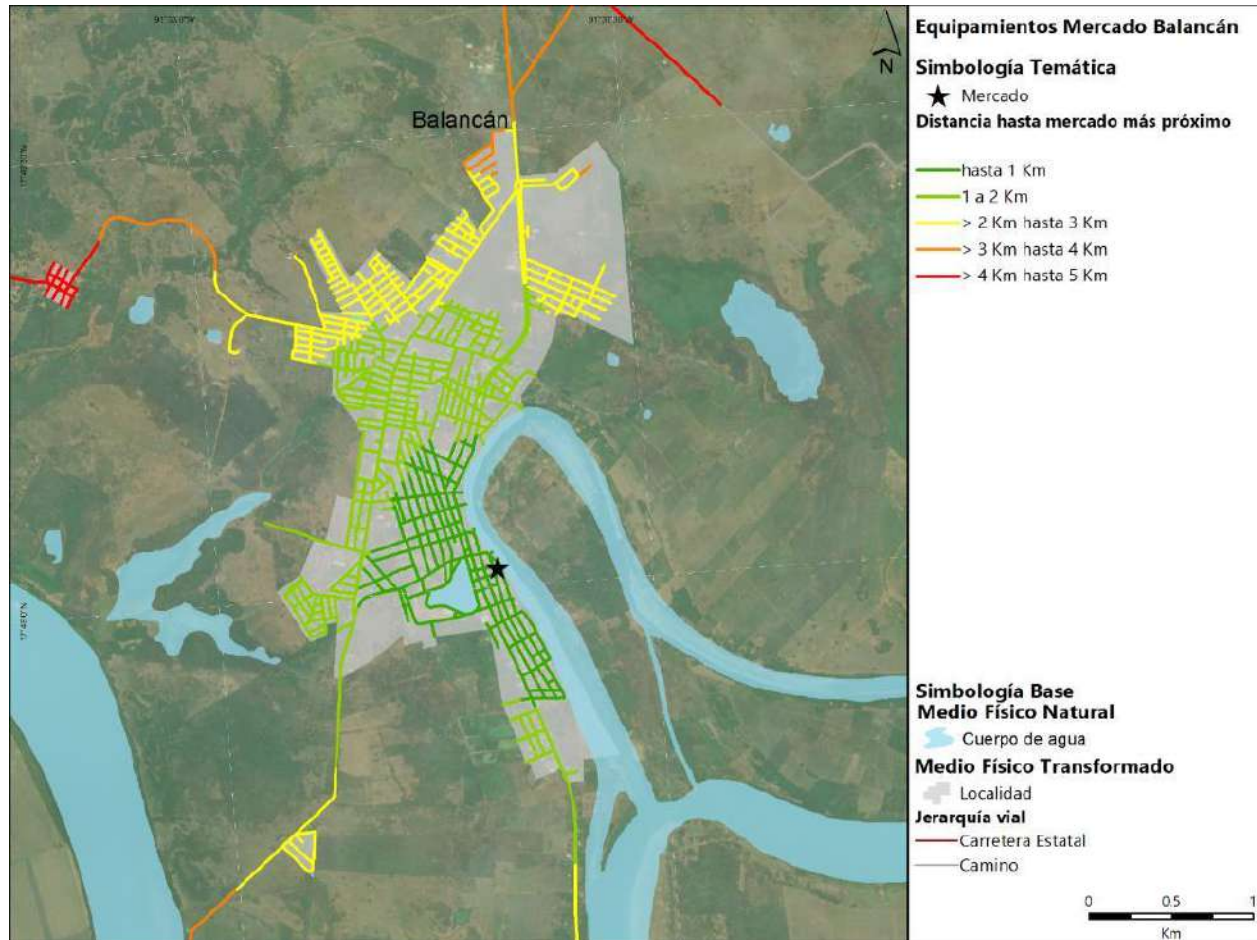 N
Balancán
Equipamientos Mercado Balancán
Simbología Temática
Mercado
Distancia hasta mercado más próximo
hasta 1 Km
1 a 2 Km
> 2 Km hasta 3 Km
> 3 Km hasta 4 Km
> 4 Km hasta 5 Km
Simbología Base
Medio Físico Natural
Cuerpo de agua
Medio Físico Transformado
Localidad
Jerarquía vial
Carretera Estatal
Camino
0 0.5 1
Km